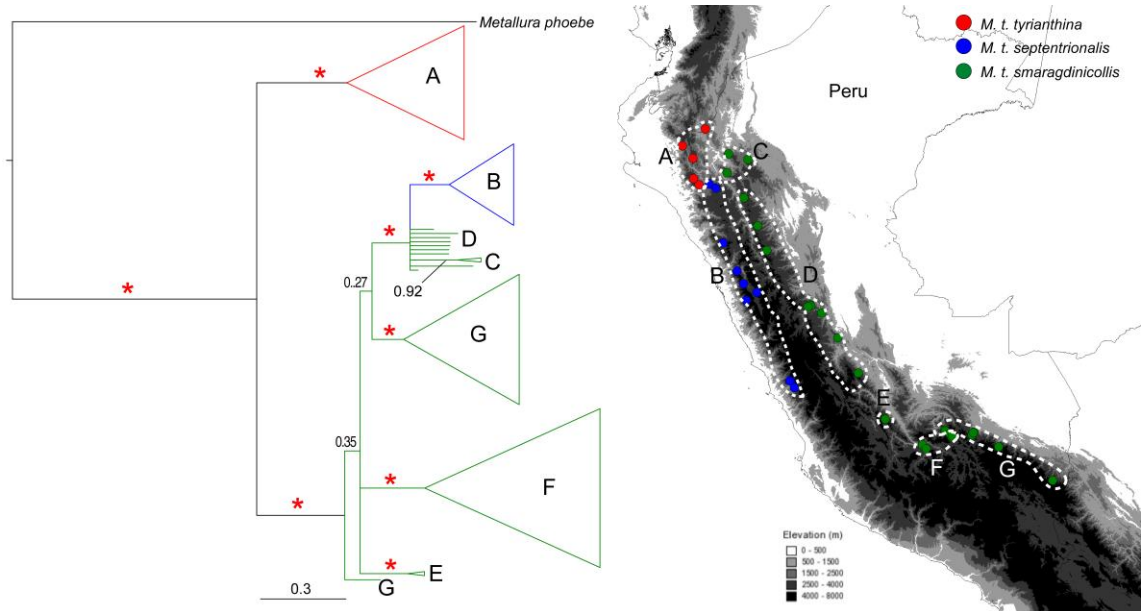 Metallura phoebe
*
A
*
B
*
D
C
0.92
0.27
*
G
*
0.35
*
F
*
*
E
G
0.3
M. t. tyrianthina
M. t. septentrionalis
M. t. smaragdinicollis
Peru
A
C
B
D
E
F
G
Elevation (m)
0 - 500
500 - 1500
1500 - 2500
2500 - 4000
4000 - 8000